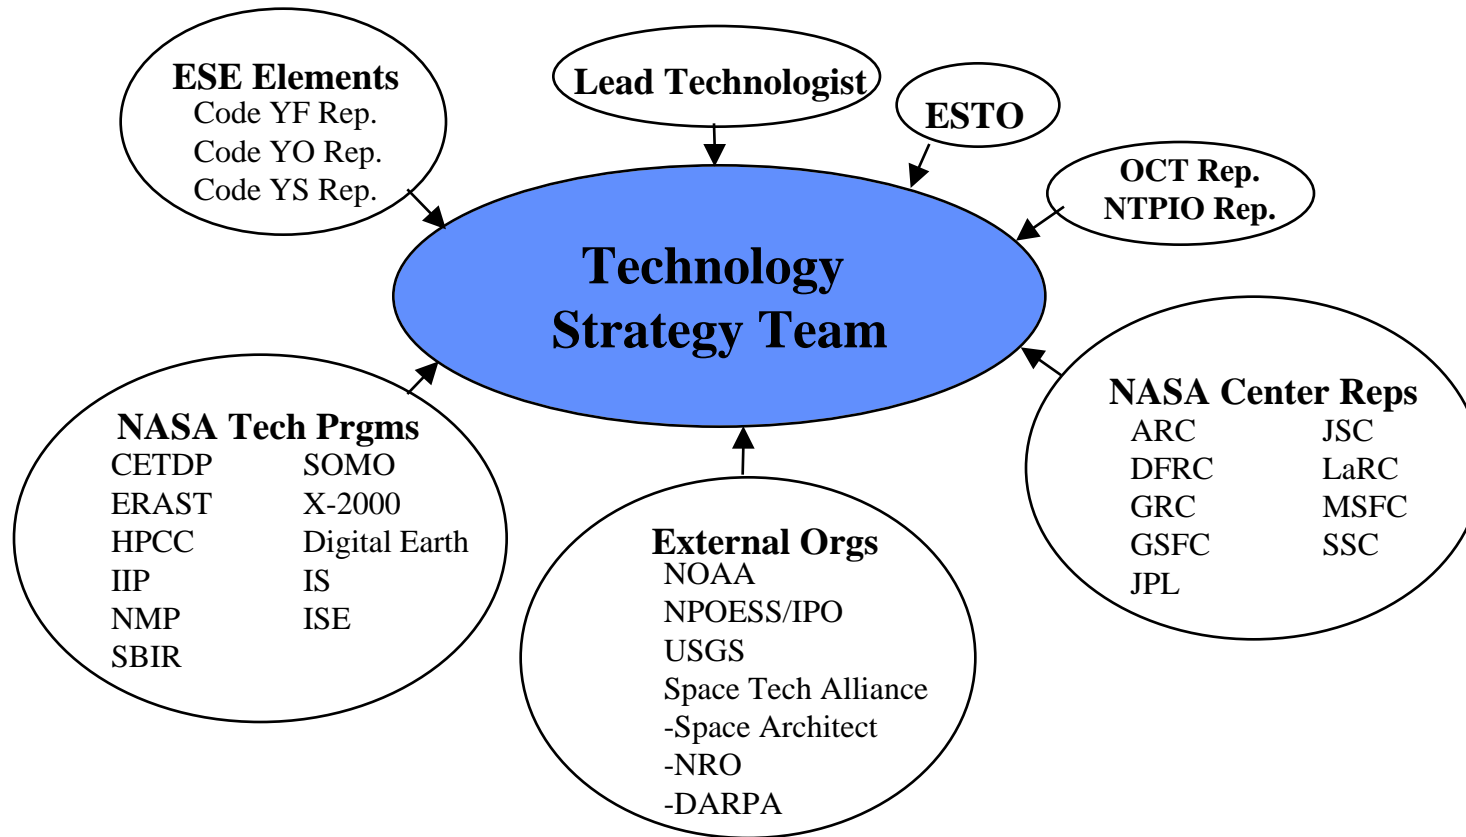 ESE Elements
Code YF Rep.
Code YO Rep.
Code YS Rep.
Lead Technologist
ESTO
OCT Rep.
NTPIO Rep.
Technology
Strategy Team
NASA Tech Prgms
CETDP SOMO
ERAST X-2000
HPCC Digital Earth
IIP IS
NMP ISE
SBIR
External Orgs
NOAA
NPOESS/IPO
USGS
Space Tech Alliance
-Space Architect
-NRO
-DARPA
NASA Center Reps
ARC JSC
DFRC LaRC
GRC MSFC
GSFC SSC
JPL